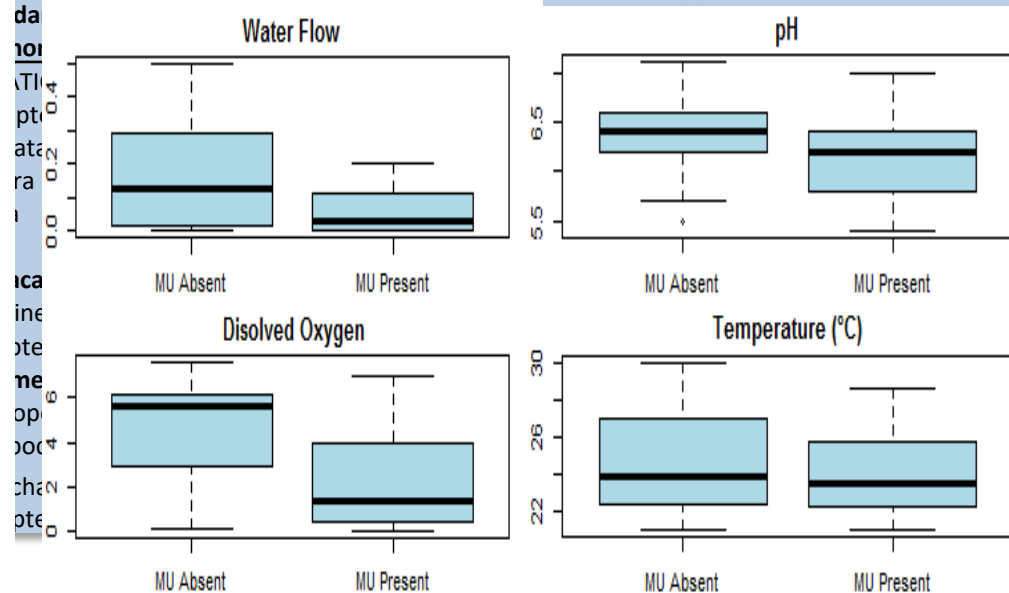 Water Flow
0.4
0.2
0.0
MU Absent MU Present
pH
6.5
5.5
MU Absent MU Present
Disolved Oxygen
6
4
2
0
MU Absent MU Present
Temperature (°C)
30
26
22
MU Absent MU Present